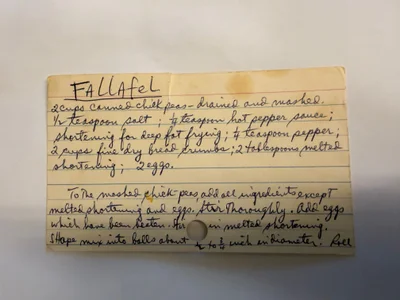 FALLAFEL
2 cups canned chick peas - drained and mashed.
1/2 teaspoon salt ; 1/4 teaspoon hot pepper sauce ;
shortening for deep fat frying ; 1/4 teaspoon pepper ;
2 cups fine dry bread crumbs ; 2 tablespoons melted
shortening ; 2 eggs.
To the mashed chick peas add all ingredients except
melted shortening and eggs. Stir thoroughly. Add eggs
which have been beaten. in melted shortening.
Shape mix into balls about to inch in diameter. Roll